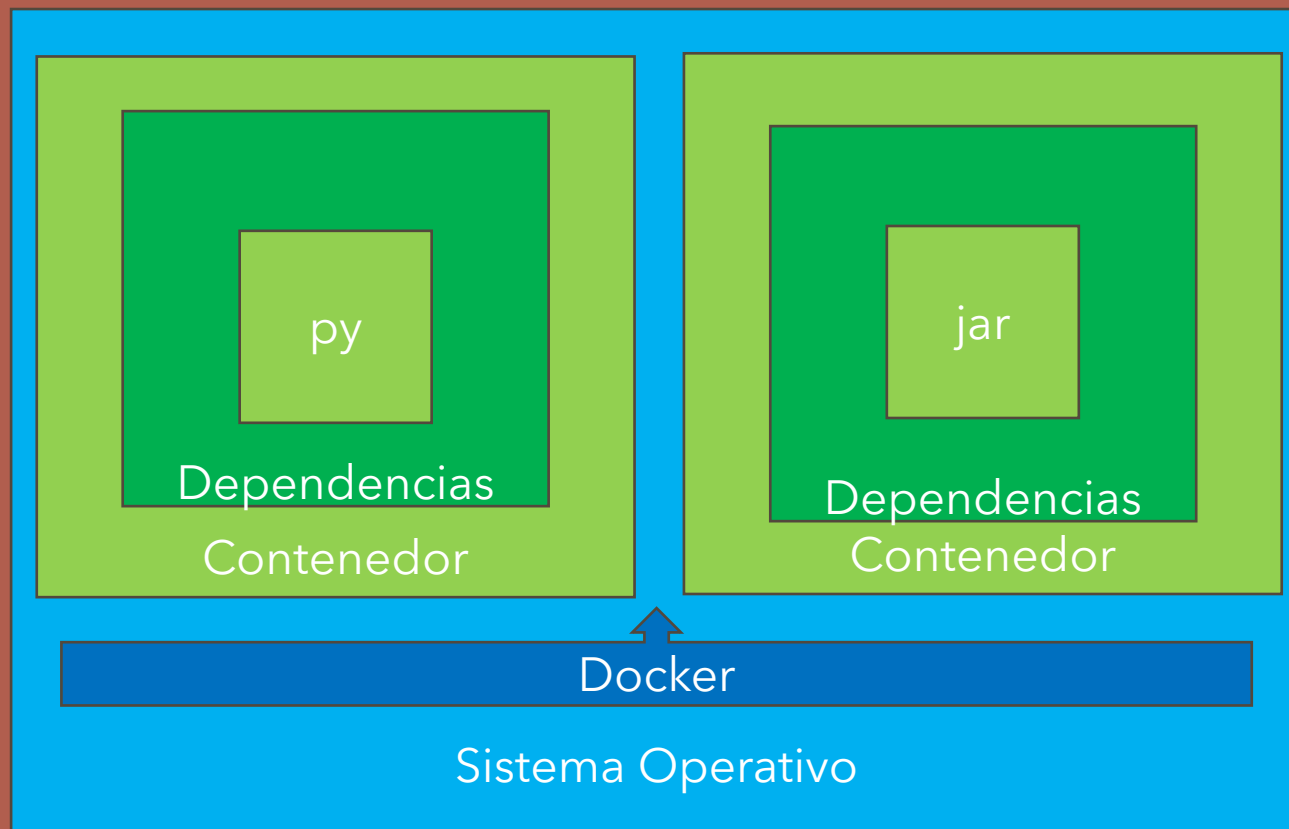 py
Dependencias
Contenedor
jar
Dependencias
Contenedor
Docker
Sistema Operativo